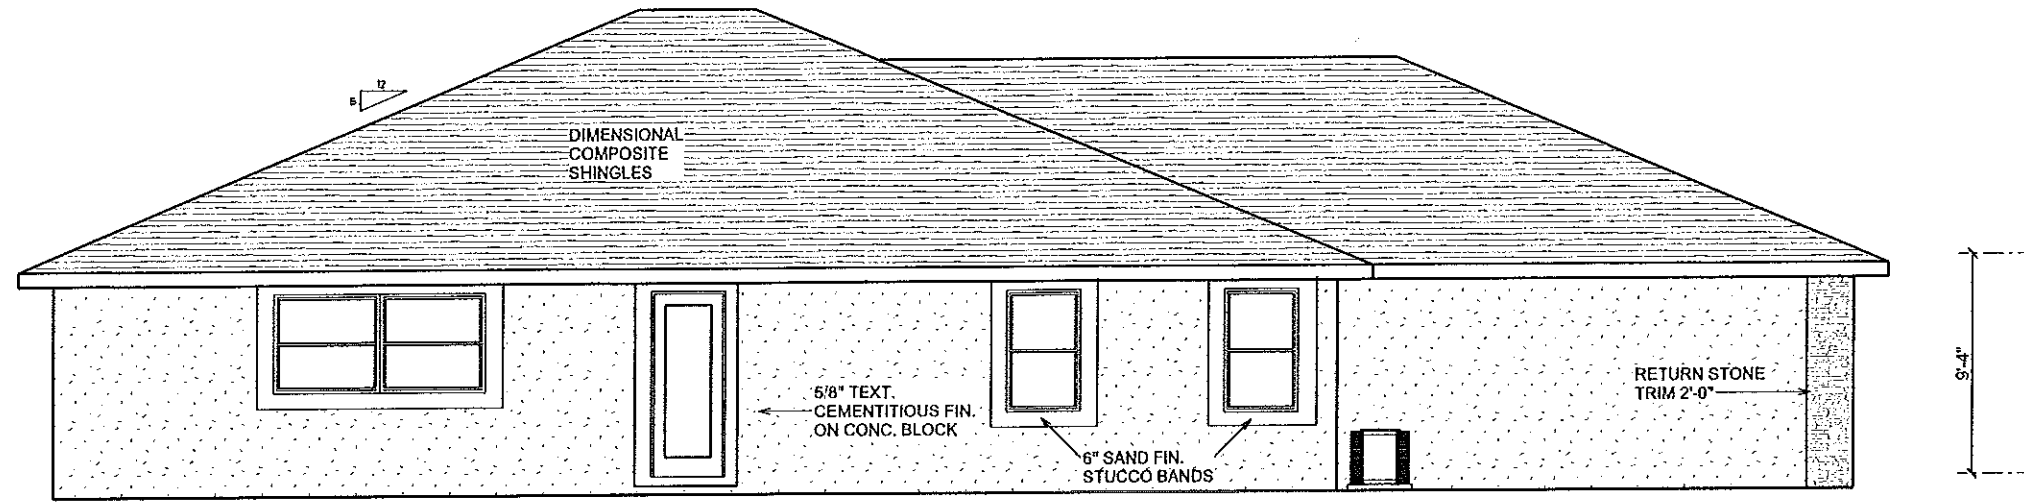 12
5
DIMENSIONAL
COMPOSITE
SHINGLES
5/8" TEXT.
CEMENTITIOUS FIN.
ON CONC. BLOCK
6" SAND FIN.
STUCCO BANDS
RETURN STONE
TRIM 2'-0"
9'-4"